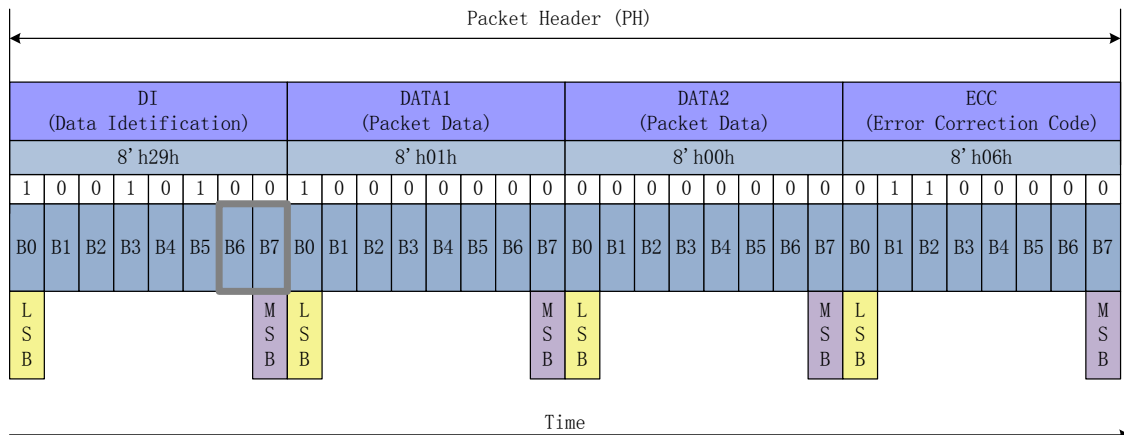 Packet Header (PH)
DI DATA1 DATA2 ECC
(Data Idetification) (Packet Data) (Packet Data) (Error Correction Code)
8'h29h 8'h01h 8'h00h 8'h06h
1 0 0 1 0 1 0 0 1 0 0 0 0 0 0 0 0 0 0 0 0 0 0 0 0 1 1 0 0 0 0 0
B0 B1 B2 B3 B4 B5 B6 B7 B0 B1 B2 B3 B4 B5 B6 B7 B0 B1 B2 B3 B4 B5 B6 B7 B0 B1 B2 B3 B4 B5 B6 B7
L M L M L M L M
S S S S S S S S
B B B B B B B B
Time